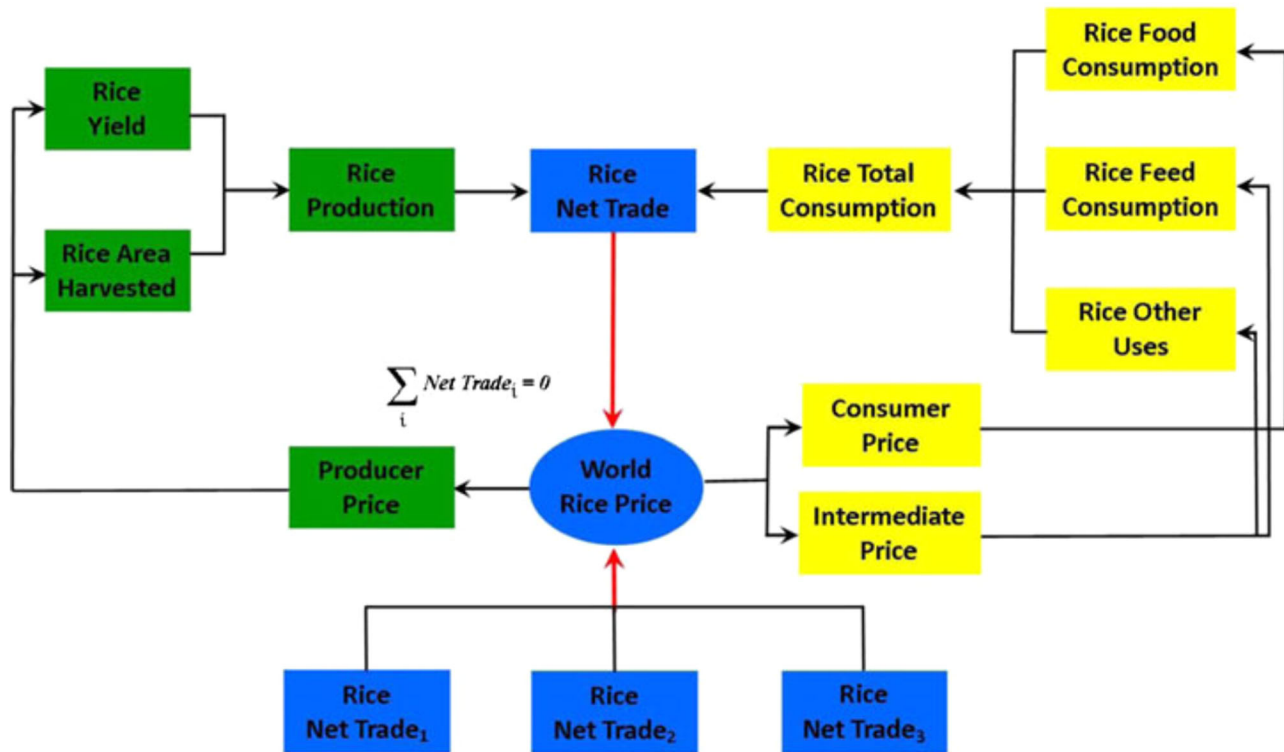 Rice Food
Consumption
Rice
Yield
Rice
Production
Rice
Net Trade
Rice Total
Consumption
Rice Feed
Consumption
Rice Area
Harvested
Rice Other
Uses
∑ Net Tradeᵢ = 0
i
Consumer
Price
Producer
Price
World
Rice Price
Intermediate
Price
Rice
Net Trade₁
Rice
Net Trade₂
Rice
Net Trade₃